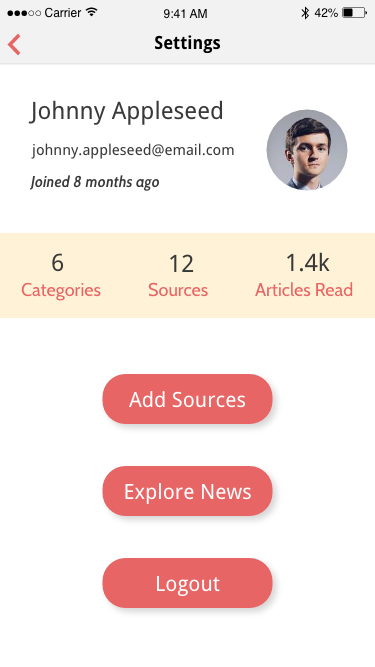 Carrier 9:41 AM 42%
Settings
Johnny Appleseed
johnny.appleseed@email.com
Joined 8 months ago
6 12 1.4k
Categories Sources Articles Read
Add Sources
Explore News
Logout